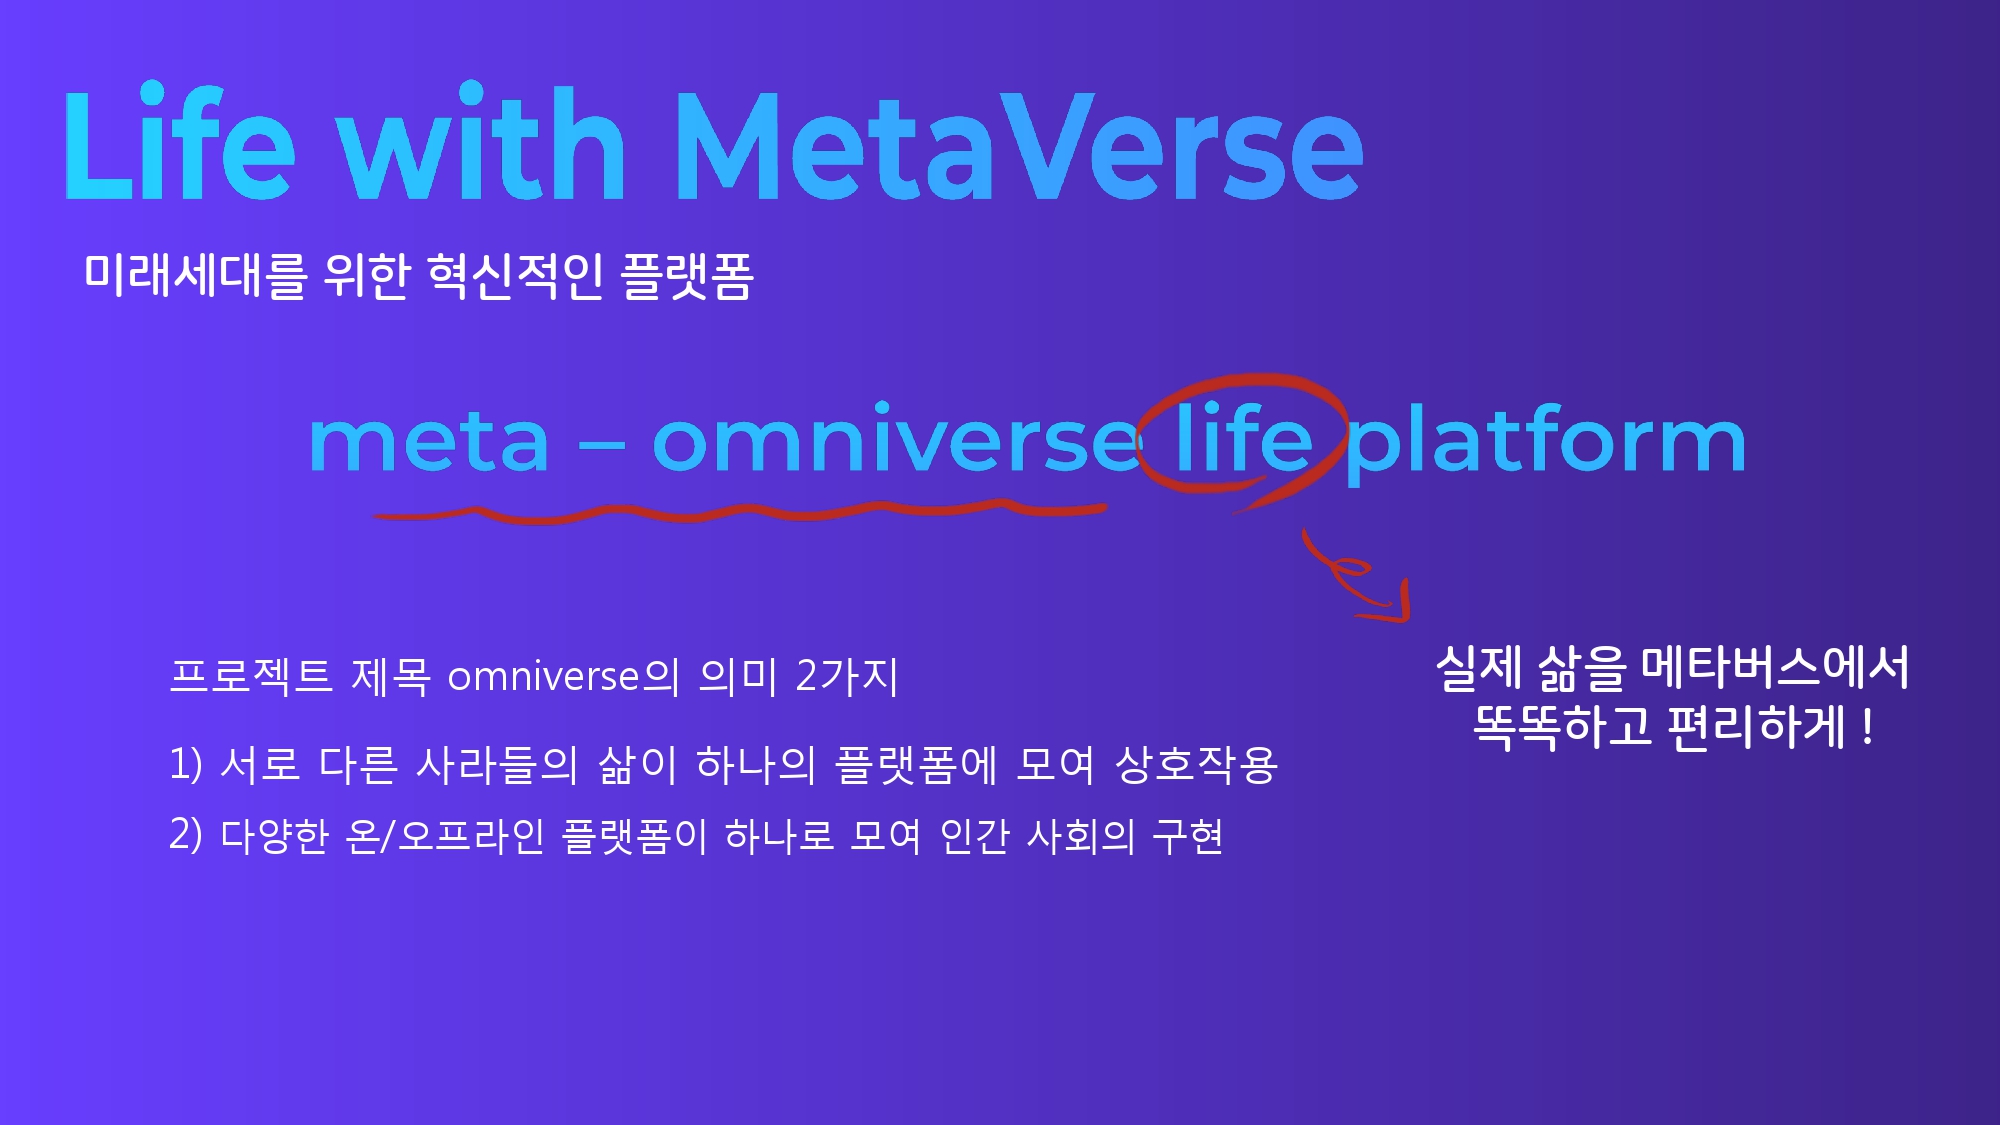 Life with MetaVerse
미래세대를 위한 혁신적인 플랫폼
meta – omniverse life platform
프로젝트 제목 omniverse의 의미 2가지
1) 서로 다른 사라들의 삶이 하나의 플랫폼에 모여 상호작용
2) 다양한 온/오프라인 플랫폼이 하나로 모여 인간 사회의 구현
실제 삶을 메타버스에서
똑똑하고 편리하게 !